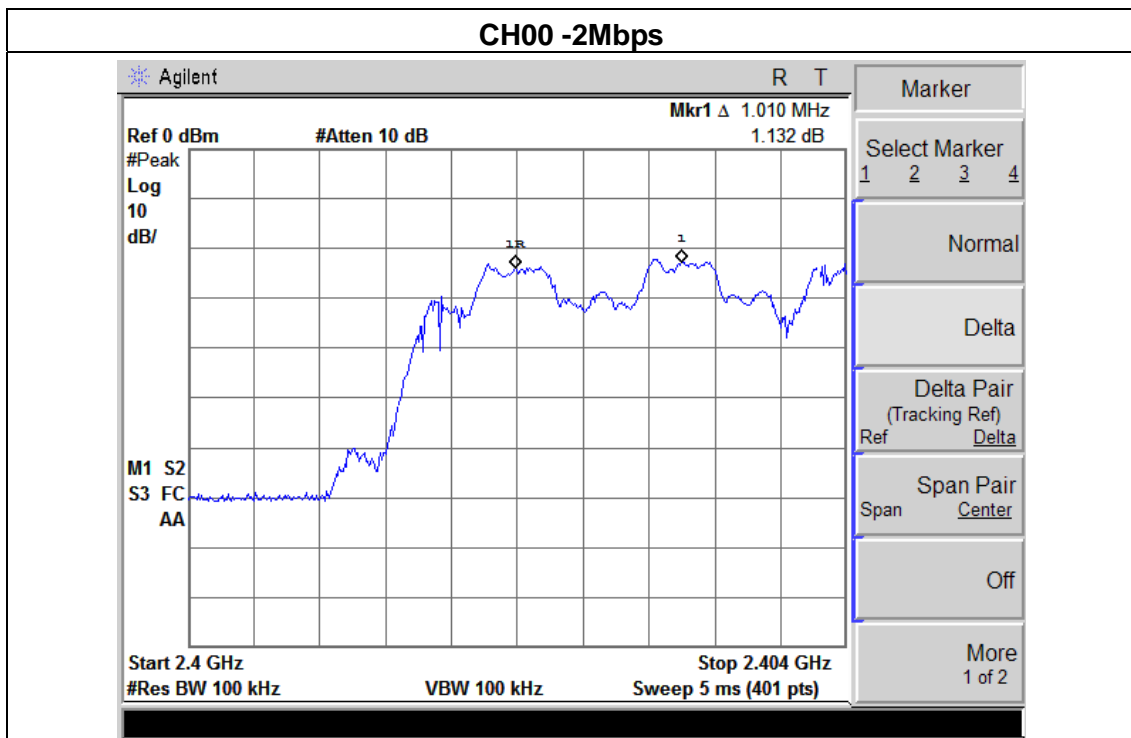 CH00 -2Mbps
Agilent R T
Mkr1 Δ 1.010 MHz
Ref 0 dBm #Atten 10 dB 1.132 dB
#Peak
Log
10
dB/
1R
1
M1 S2
S3 FC
AA
Start 2.4 GHz Stop 2.404 GHz
#Res BW 100 kHz VBW 100 kHz Sweep 5 ms (401 pts)
Marker
Select Marker
1 2 3 4
Normal
Delta
Delta Pair
(Tracking Ref)
Ref Delta
Span Pair
Span Center
Off
More
1 of 2